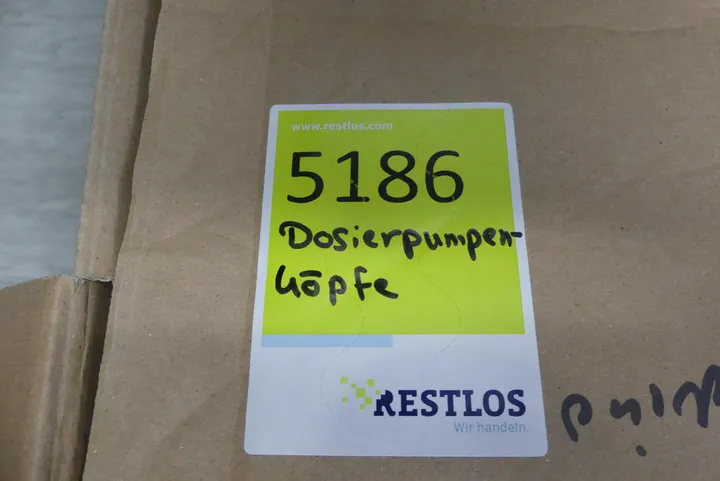 www.restlos.com
5186
Dosierpumpen-
köpfe
RESTLOS
Wir handeln.